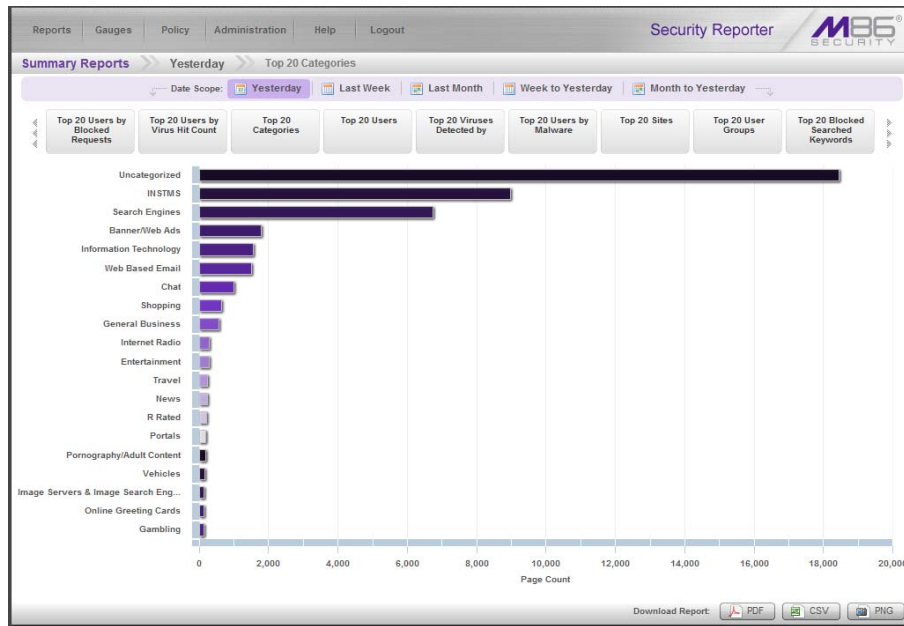 Reports Gauges Policy Administration Help Logout
Security Reporter
M86®
SECURITY
Summary Reports Yesterday Top 20 Categories
Date Scope: Yesterday Last Week Last Month Week to Yesterday Month to Yesterday
Top 20 Users by Blocked Requests
Top 20 Users by Virus Hit Count
Top 20 Categories
Top 20 Users
Top 20 Viruses Detected by
Top 20 Users by Malware
Top 20 Sites
Top 20 User Groups
Top 20 Blocked Searched Keywords
Uncategorized
INSTMS
Search Engines
Banner/Web Ads
Information Technology
Web Based Email
Chat
Shopping
General Business
Internet Radio
Entertainment
Travel
News
R Rated
Portals
Pornography/Adult Content
Vehicles
Image Servers & Image Search Eng...
Online Greeting Cards
Gambling
0 2,000 4,000 6,000 8,000 10,000 12,000 14,000 16,000 18,000 20,000
Page Count
Download Report: PDF CSV PNG